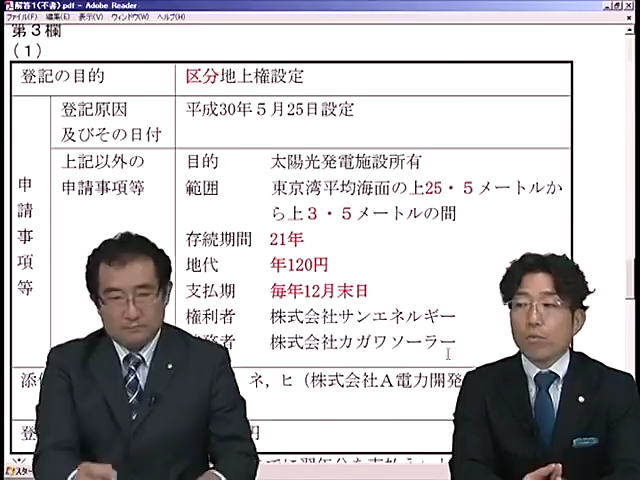 解答1(不書).pdf - Adobe Reader
ファイル(F) 編集(E) 表示(V) ウィンドウ(W) ヘルプ(H)
第3欄
(1)
登記の目的 区分地上権設定
登記原因及びその日付 平成30年5月25日設定
申請事項等
上記以外の申請事項等
目的 太陽光発電施設所有
範囲 東京湾平均海面の上25・5メートルか
ら上3・5メートルの間
存続期間 21年
地代 年120円
支払期 毎年12月末日
権利者 株式会社サンエネルギー
務者 株式会社カガワソーラー
添 ネ，ヒ（株式会社A電力開発
登 円
スター